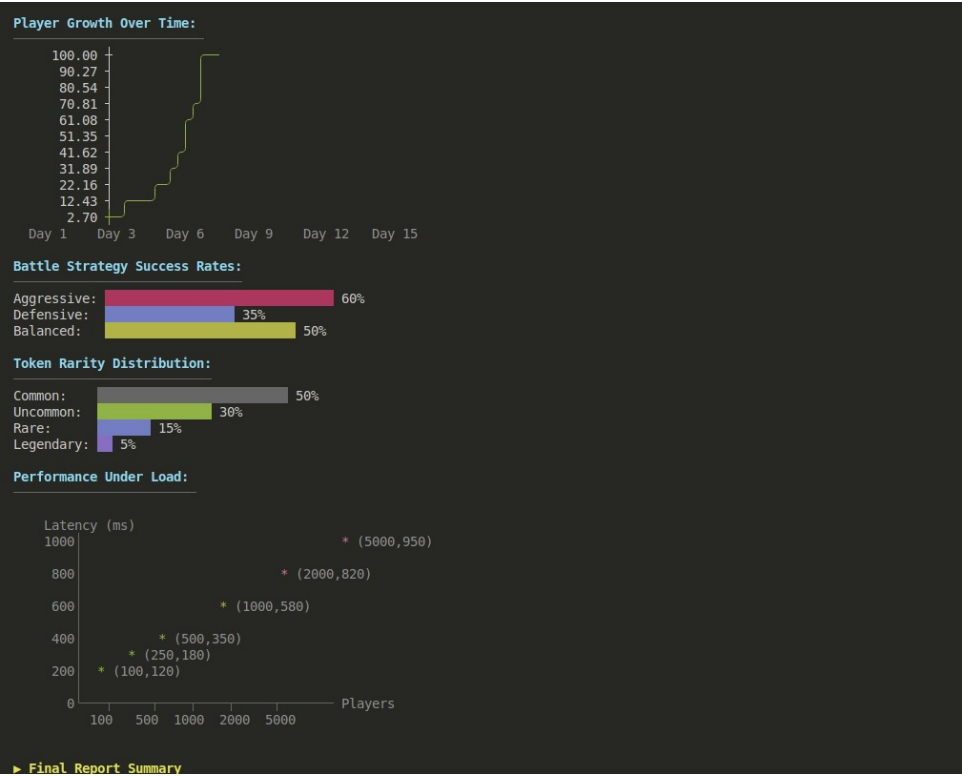 Player Growth Over Time:
100.00
90.27
80.54
70.81
61.08
51.35
41.62
31.89
22.16
12.43
2.70
Day 1 Day 3 Day 6 Day 9 Day 12 Day 15
Battle Strategy Success Rates:
Aggressive: 60%
Defensive: 35%
Balanced: 50%
Token Rarity Distribution:
Common: 50%
Uncommon: 30%
Rare: 15%
Legendary: 5%
Performance Under Load:
Latency (ms)
1000 * (5000,950)
800 * (2000,820)
600 * (1000,580)
400 * (500,350)
* (250,180)
200 * (100,120)
0 Players
100 500 1000 2000 5000
► Final Report Summary